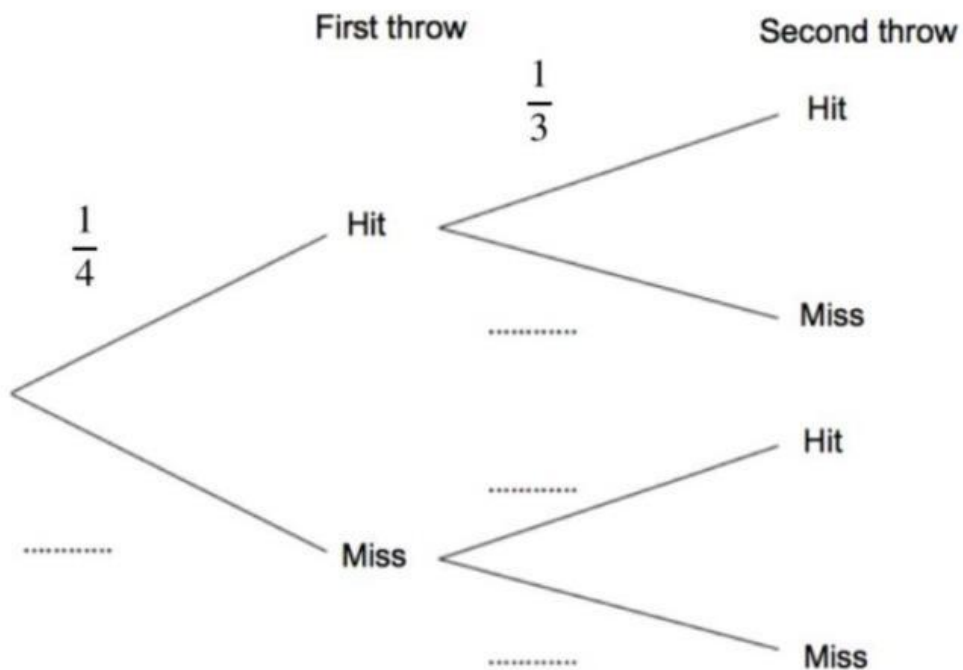 First throw
Second throw
1/3
Hit
1/4
Hit
............
Miss
............
Hit
............
Miss
............
Miss